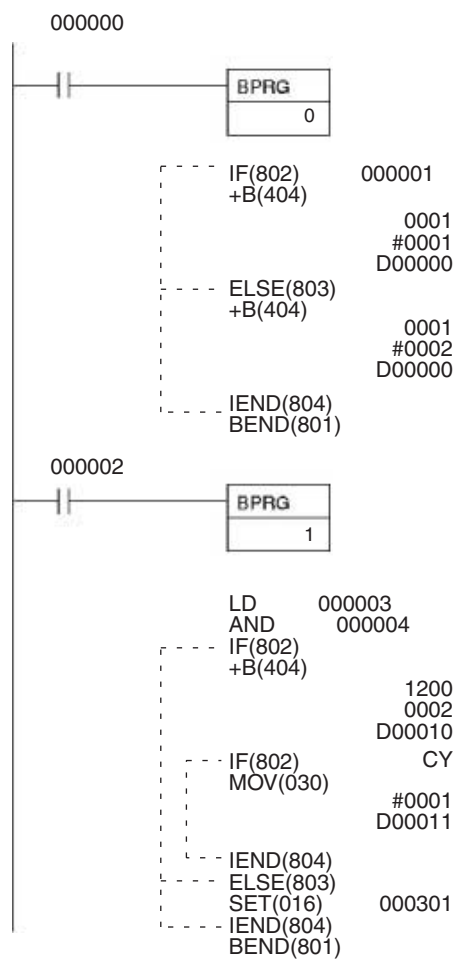 000000
BPRG
0
IF(802) 000001
+B(404)
0001
#0001
D00000
ELSE(803)
+B(404)
0001
#0002
D00000
IEND(804)
BEND(801)
000002
BPRG
1
LD 000003
AND 000004
IF(802)
+B(404)
1200
0002
D00010
IF(802) CY
MOV(030)
#0001
D00011
IEND(804)
ELSE(803)
SET(016) 000301
IEND(804)
BEND(801)